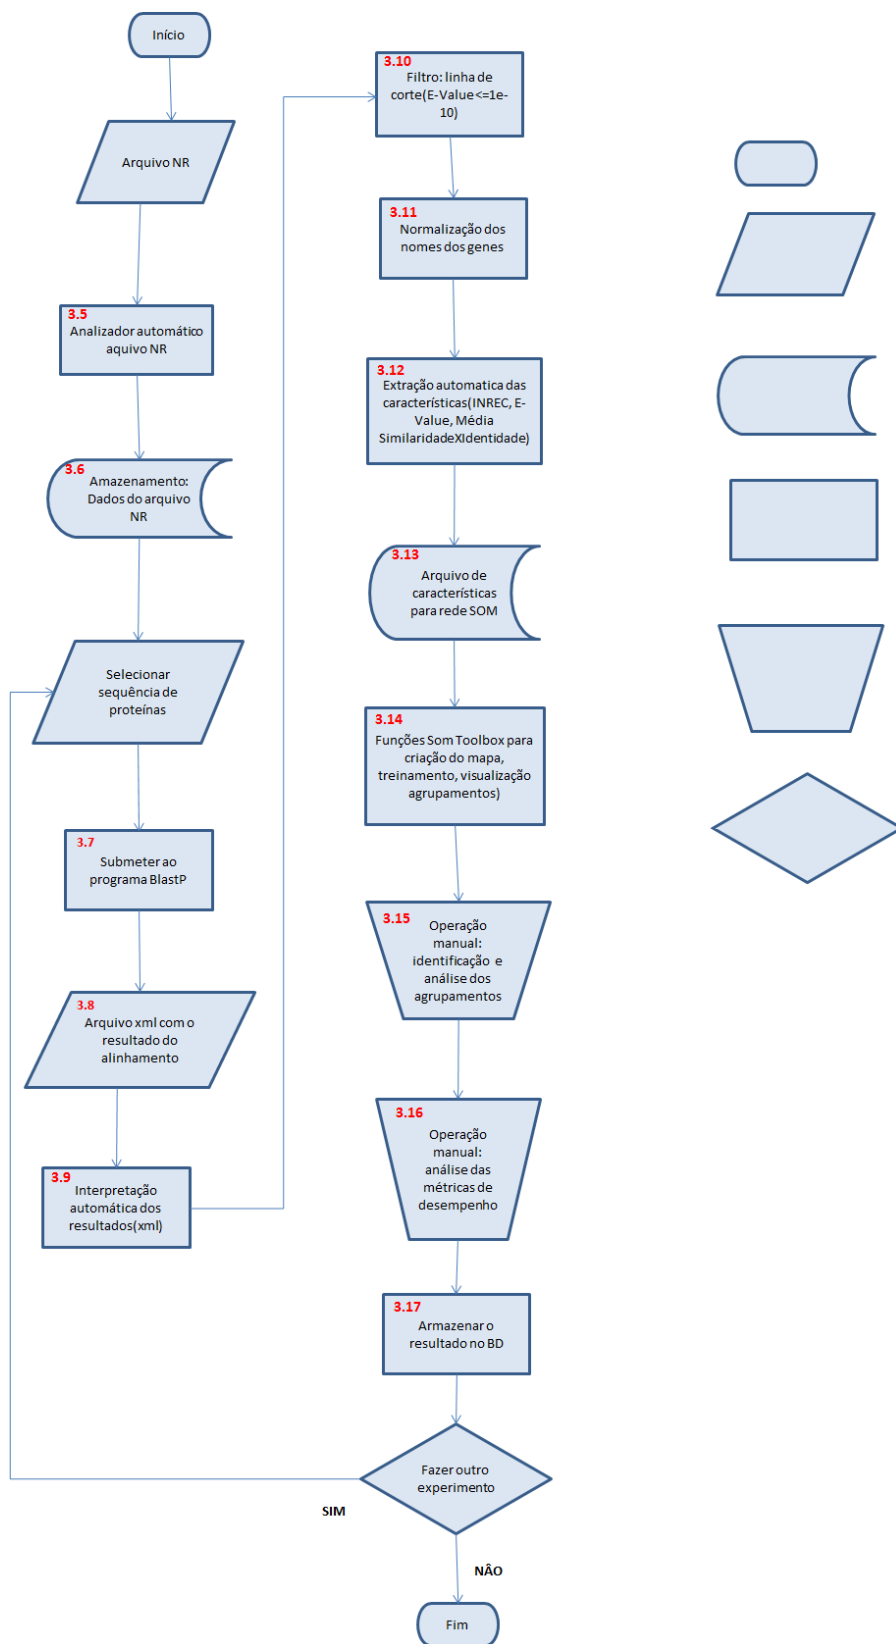 Início
Arquivo NR
3.5
Analizador automático
aquivo NR
3.6
Amazenamento:
Dados do arquivo
NR
Selecionar
sequência de
proteínas
3.7
Submeter ao
programa BlastP
3.8
Arquivo xml com o
resultado do
alinhamento
3.9
Interpretação
automática dos
resultados(xml)
3.10
Filtro: linha de
corte(E-Value <=1e-
10)
3.11
Normalização dos
nomes dos genes
3.12
Extração automatica das
características(INREC, E-
Value, Média
SimilaridadeXIdentidade)
3.13
Arquivo de
características
para rede SOM
3.14
Funções Som Toolbox para
criação do mapa,
treinamento, visualização
agrupamentos)
3.15
Operação
manual:
identificação e
análise dos
agrupamentos
3.16
Operação
manual:
análise das
métricas de
desempenho
3.17
Armazenar o
resultado no BD
Fazer outro
experimento
SIM
NÂO
Fim